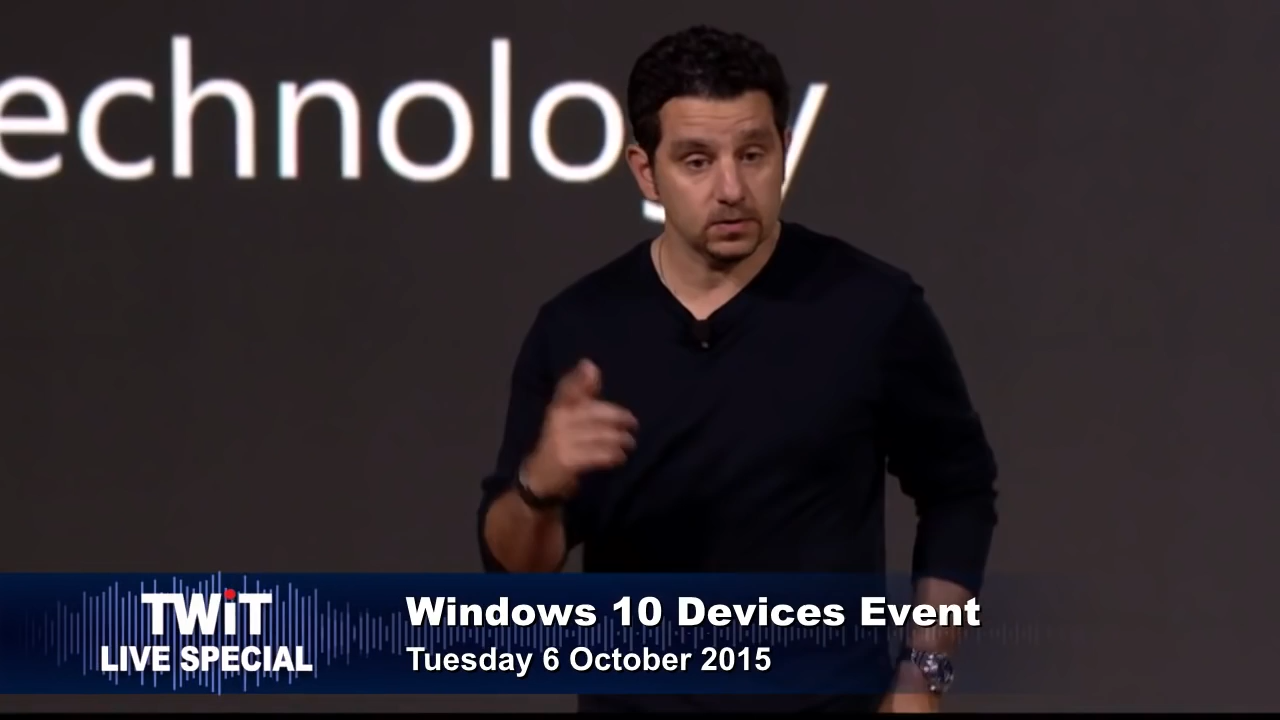 echnology
TWiT
LIVE SPECIAL
Windows 10 Devices Event
Tuesday 6 October 2015